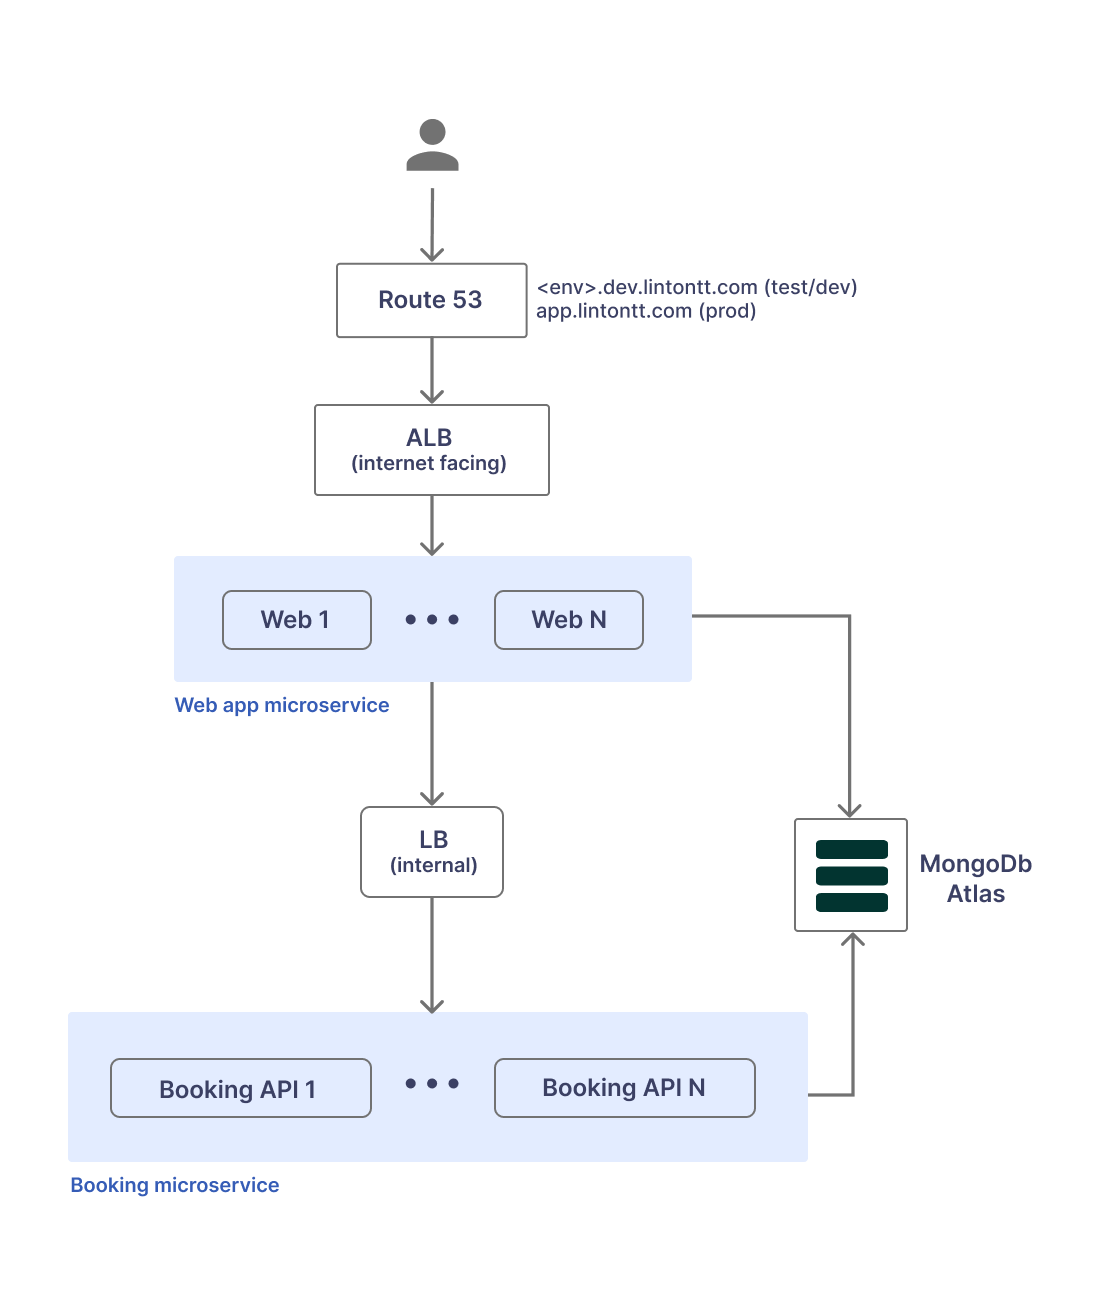 Route 53
<env>.dev.lintontt.com (test/dev)
app.lintontt.com (prod)
ALB
(internet facing)
Web 1
Web N
Web app microservice
LB
(internal)
MongoDb
Atlas
Booking API 1
Booking API N
Booking microservice